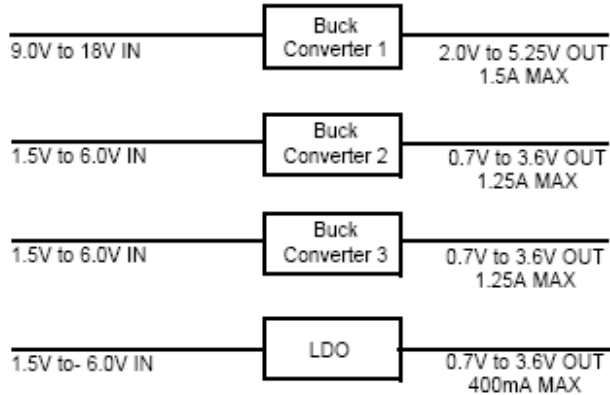 Buck
Converter 1
9.0V to 18V IN
2.0V to 5.25V OUT
1.5A MAX
Buck
Converter 2
1.5V to 6.0V IN
0.7V to 3.6V OUT
1.25A MAX
Buck
Converter 3
1.5V to 6.0V IN
0.7V to 3.6V OUT
1.25A MAX
LDO
1.5V to- 6.0V IN
0.7V to 3.6V OUT
400mA MAX